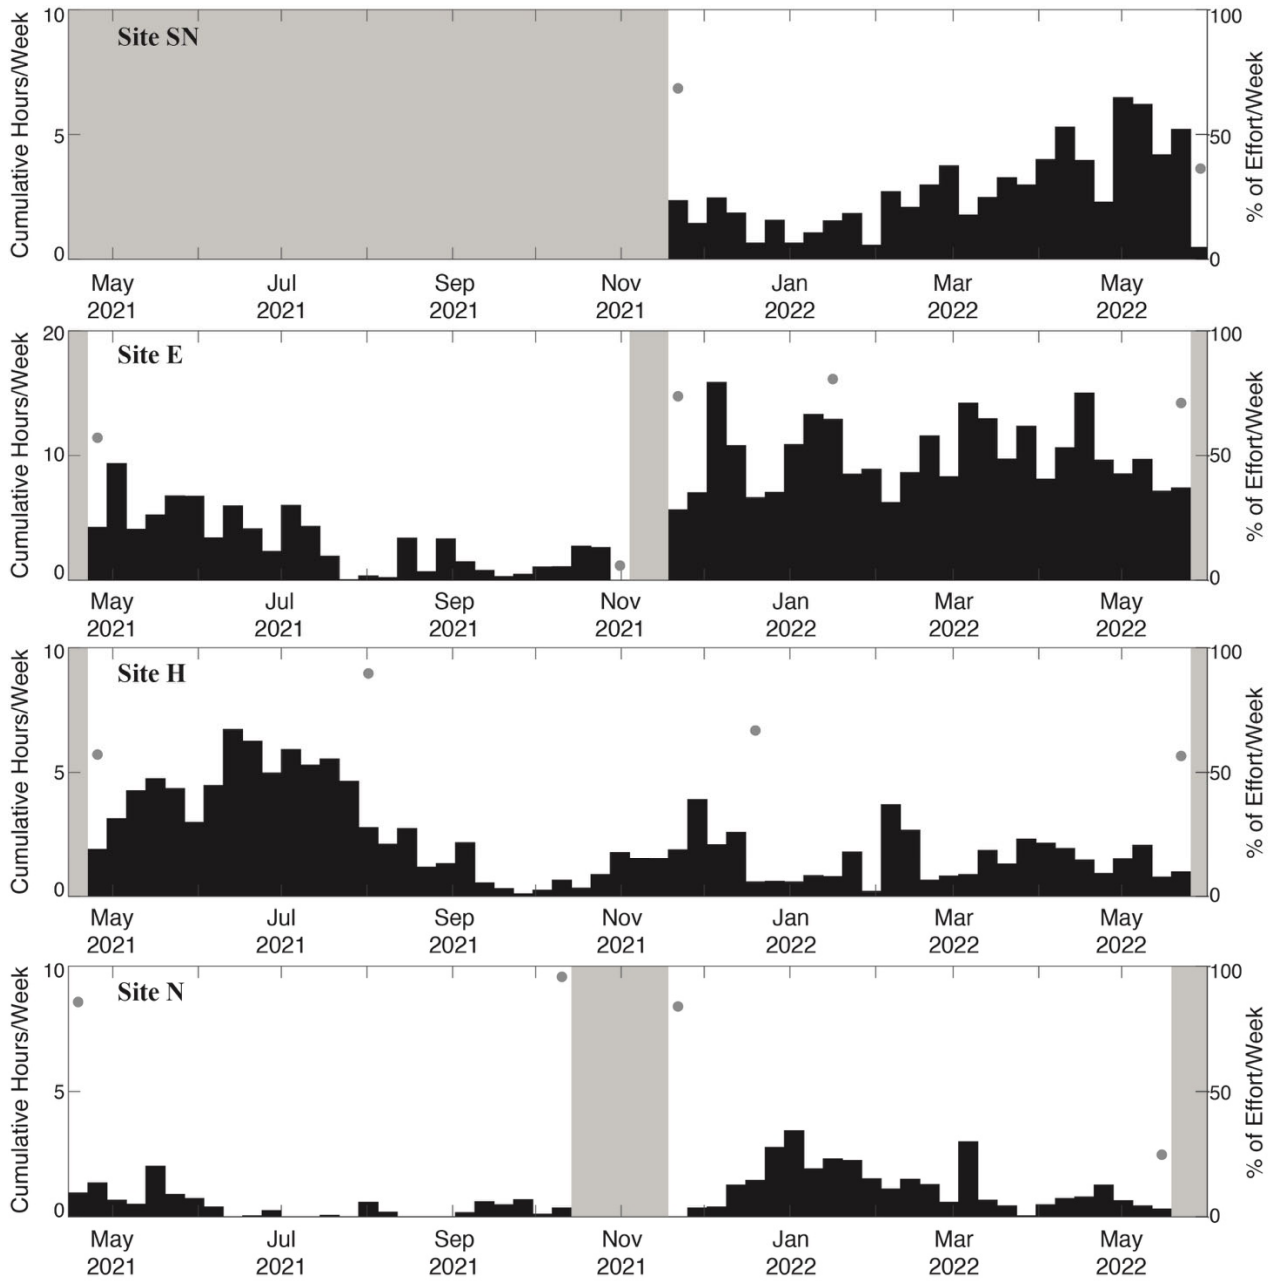 Site SN
Cumulative Hours/Week
10
5
0
% of Effort/Week
100
50
0
May Jul Sep Nov Jan Mar May
2021 2021 2021 2021 2022 2022 2022
Site E
Cumulative Hours/Week
20
10
0
% of Effort/Week
100
50
0
May Jul Sep Nov Jan Mar May
2021 2021 2021 2021 2022 2022 2022
Site H
Cumulative Hours/Week
10
5
0
% of Effort/Week
100
50
0
May Jul Sep Nov Jan Mar May
2021 2021 2021 2021 2022 2022 2022
Site N
Cumulative Hours/Week
10
5
0
% of Effort/Week
100
50
0
May Jul Sep Nov Jan Mar May
2021 2021 2021 2021 2022 2022 2022